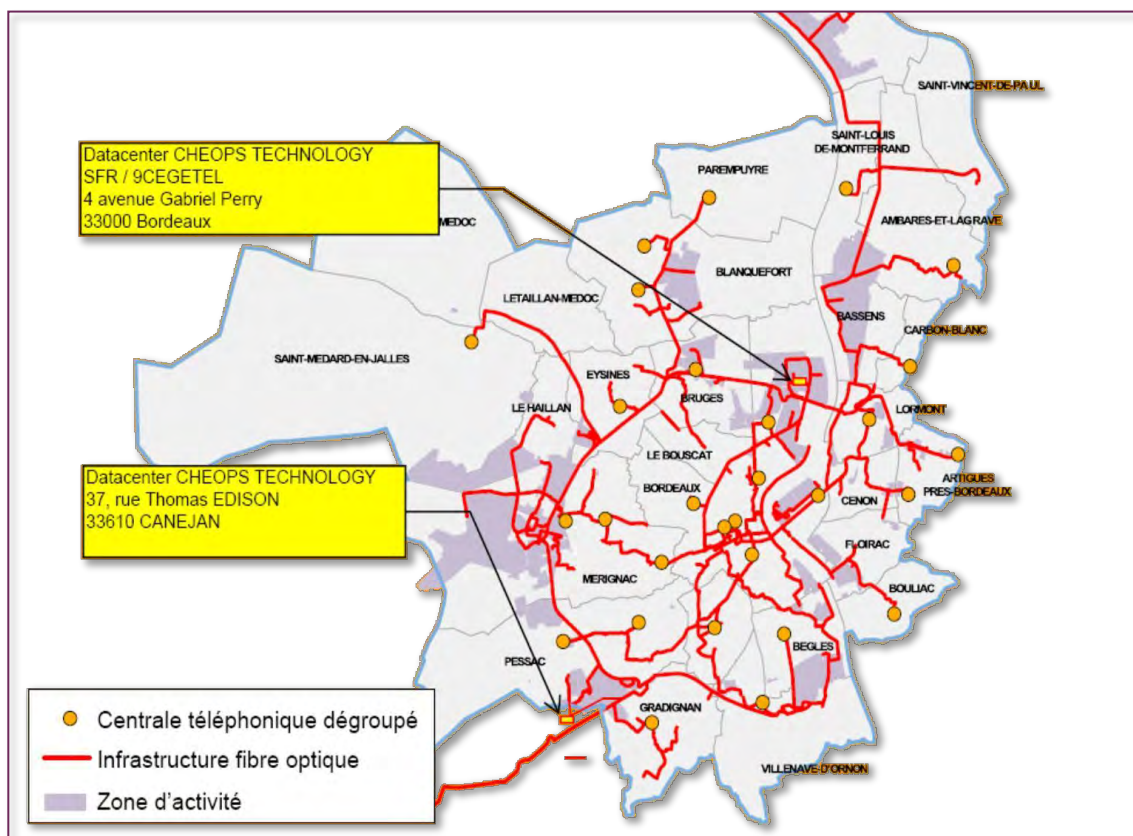 SAINT-VINCENT-DE-PAUL
SAINT-LOUIS
DE-MONTFERRAND
Datacenter CHEOPS TECHNOLOGY
SFR / 9CEGETEL
4 avenue Gabriel Perry
33000 Bordeaux
PAREMPUYRE
MEDOC
AMBARES-ET-LAGRAVE
BLANQUEFORT
LE TAILLAN-MEDOC
BASSENS
CARBON-BLANC
SAINT-MEDARD-EN-JALLES
EYSINES
BRUGES
LE HAILLAN
LORMONT
LE BOUSCAT
Datacenter CHEOPS TECHNOLOGY
37, rue Thomas EDISON
33610 CANEJAN
BORDEAUX
CENON
ARTIGUES
PRES-BORDEAUX
FLOIRAC
MERIGNAC
BOULIAC
PESSAC
BEGLES
GRADIGNAN
VILLENAVE-D'ORNON
Centrale téléphonique dégroupé
Infrastructure fibre optique
Zone d'activité